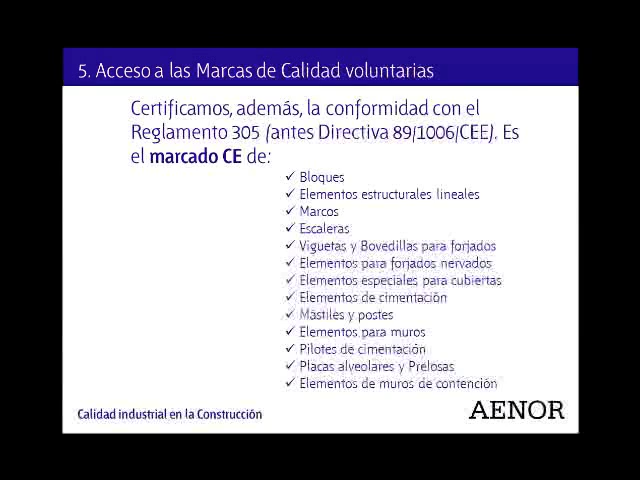 5. Acceso a las Marcas de Calidad voluntarias
Certificamos, además, la conformidad con el
Reglamento 305 (antes Directiva 89/1006/CEE). Es
el marcado CE de:
✓ Bloques
✓ Elementos estructurales lineales
✓ Marcos
✓ Escaleras
✓ Viguetas y Bovedillas para forjados
✓ Elementos para forjados nervados
✓ Elementos especiales para cubiertas
✓ Elementos de cimentación
✓ Mástiles y postes
✓ Elementos para muros
✓ Pilotes de cimentación
✓ Placas alveolares y Prelosas
✓ Elementos de muros de contención
Calidad industrial en la Construcción
AENOR